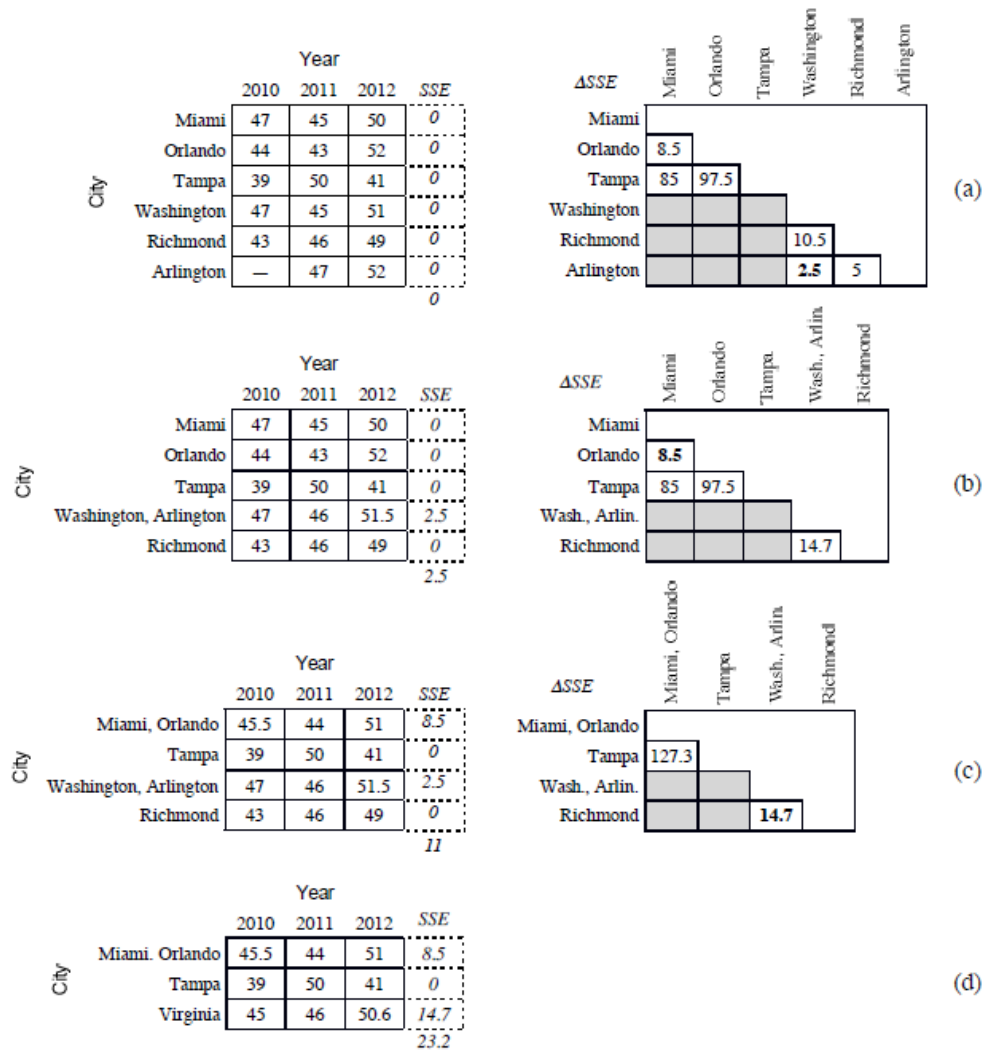 Year
2010 2011 2012 SSE
Miami 47 45 50 0
Orlando 44 43 52 0
Tampa 39 50 41 0
Washington 47 45 51 0
Richmond 43 46 49 0
Arlington — 47 52 0
0
City
ΔSSE Miami Orlando Tampa Washington Richmond Arlington
Miami
Orlando 8.5
Tampa 85 97.5
Washington
Richmond 10.5
Arlington 2.5 5
(a)
Year
2010 2011 2012 SSE
Miami 47 45 50 0
Orlando 44 43 52 0
Tampa 39 50 41 0
Washington, Arlington 47 46 51.5 2.5
Richmond 43 46 49 0
2.5
City
ΔSSE Miami Orlando Tampa Wash., Arlin. Richmond
Miami
Orlando 8.5
Tampa 85 97.5
Wash., Arlin.
Richmond 14.7
(b)
Year
2010 2011 2012 SSE
Miami, Orlando 45.5 44 51 8.5
Tampa 39 50 41 0
Washington, Arlington 47 46 51.5 2.5
Richmond 43 46 49 0
11
City
ΔSSE Miami, Orlando Tampa Wash., Arlin. Richmond
Miami, Orlando
Tampa 127.3
Wash., Arlin.
Richmond 14.7
(c)
Year
2010 2011 2012 SSE
Miami. Orlando 45.5 44 51 8.5
Tampa 39 50 41 0
Virginia 45 46 50.6 14.7
23.2
City
(d)